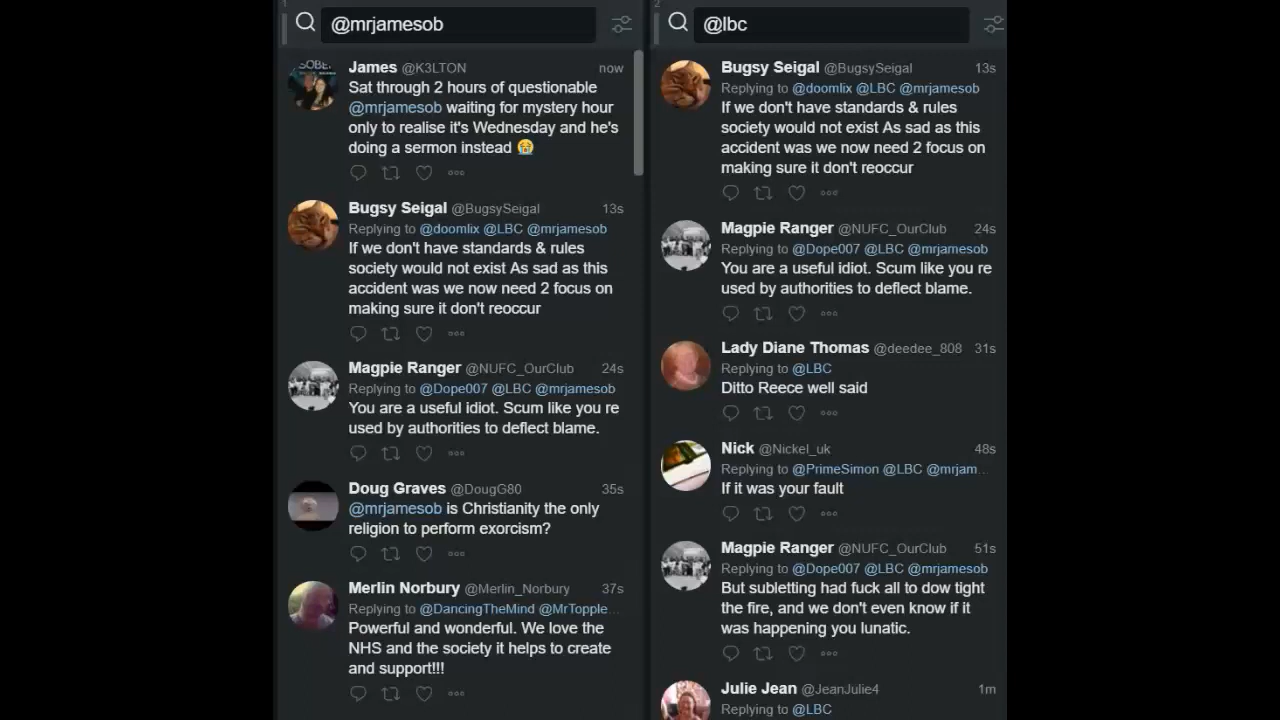 1
@mrjamesob
James @K3LTON now
Sat through 2 hours of questionable
@mrjamesob waiting for mystery hour
only to realise it's Wednesday and he's
doing a sermon instead 😭
Bugsy Seigal @BugsySeigal 13s
Replying to @doomlix @LBC @mrjamesob
If we don't have standards & rules
society would not exist As sad as this
accident was we now need 2 focus on
making sure it don't reoccur
Magpie Ranger @NUFC_OurClub 24s
Replying to @Dope007 @LBC @mrjamesob
You are a useful idiot. Scum like you re
used by authorities to deflect blame.
Doug Graves @DougG80 35s
@mrjamesob is Christianity the only
religion to perform exorcism?
Merlin Norbury @Merlin_Norbury 37s
Replying to @DancingTheMind @MrTopple…
Powerful and wonderful. We love the
NHS and the society it helps to create
and support!!!
2
@lbc
Bugsy Seigal @BugsySeigal 13s
Replying to @doomlix @LBC @mrjamesob
If we don't have standards & rules
society would not exist As sad as this
accident was we now need 2 focus on
making sure it don't reoccur
Magpie Ranger @NUFC_OurClub 24s
Replying to @Dope007 @LBC @mrjamesob
You are a useful idiot. Scum like you re
used by authorities to deflect blame.
Lady Diane Thomas @deedee_808 31s
Replying to @LBC
Ditto Reece well said
Nick @Nickel_uk 48s
Replying to @PrimeSimon @LBC @mrjam…
If it was your fault
Magpie Ranger @NUFC_OurClub 51s
Replying to @Dope007 @LBC @mrjamesob
But subletting had fuck all to dow tight
the fire, and we don't even know if it
was happening you lunatic.
Julie Jean @JeanJulie4 1m
Replying to @LBC